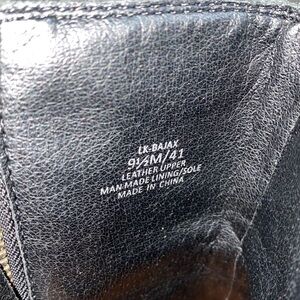 LK-BAJAX
9½M/41
LEATHER UPPER
MAN MADE LINING/SOLE
MADE IN CHINA